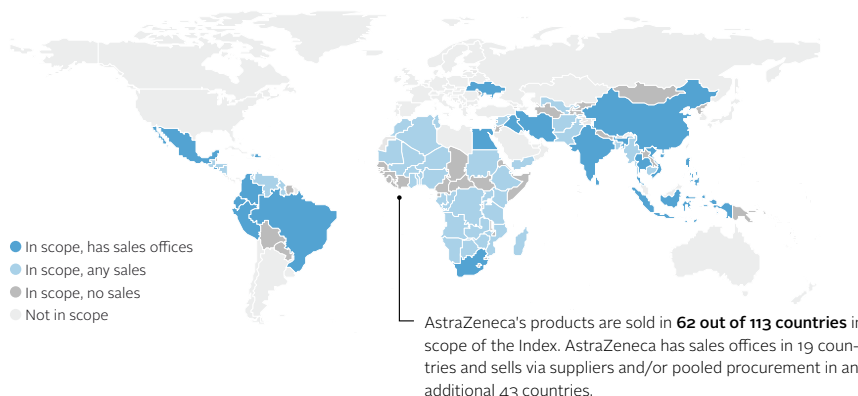 In scope, has sales offices
In scope, any sales
In scope, no sales
Not in scope
AstraZeneca's products are sold in 62 out of 113 countries in
scope of the Index. AstraZeneca has sales offices in 19 coun-
tries and sells via suppliers and/or pooled procurement in an
additional 43 countries.